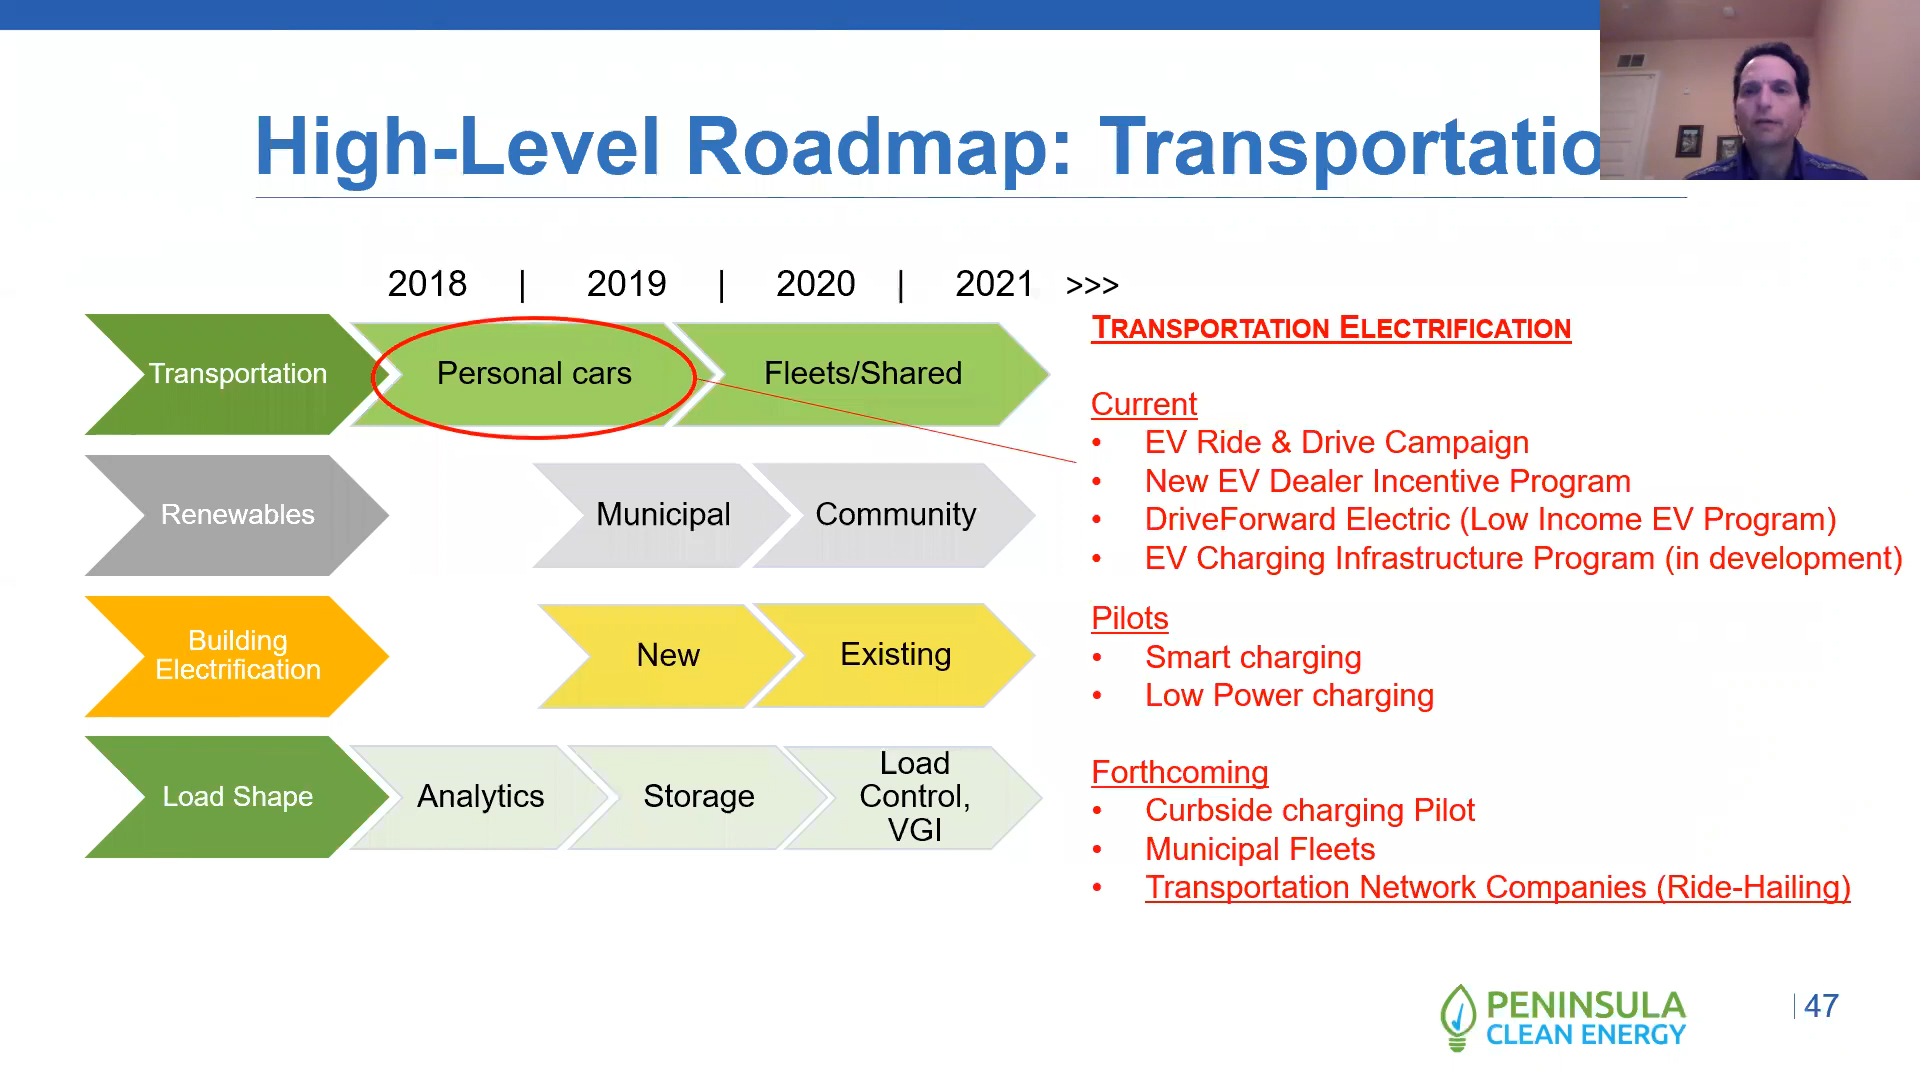 High-Level Roadmap: Transportatio
2018 | 2019 | 2020 | 2021 >>>
Transportation
Personal cars
Fleets/Shared
Renewables
Municipal
Community
Building
Electrification
New
Existing
Load Shape
Analytics
Storage
Load
Control,
VGI
TRANSPORTATION ELECTRIFICATION
Current
• EV Ride & Drive Campaign
• New EV Dealer Incentive Program
• DriveForward Electric (Low Income EV Program)
• EV Charging Infrastructure Program (in development)
Pilots
• Smart charging
• Low Power charging
Forthcoming
• Curbside charging Pilot
• Municipal Fleets
• Transportation Network Companies (Ride-Hailing)
PENINSULA
CLEAN ENERGY
| 47